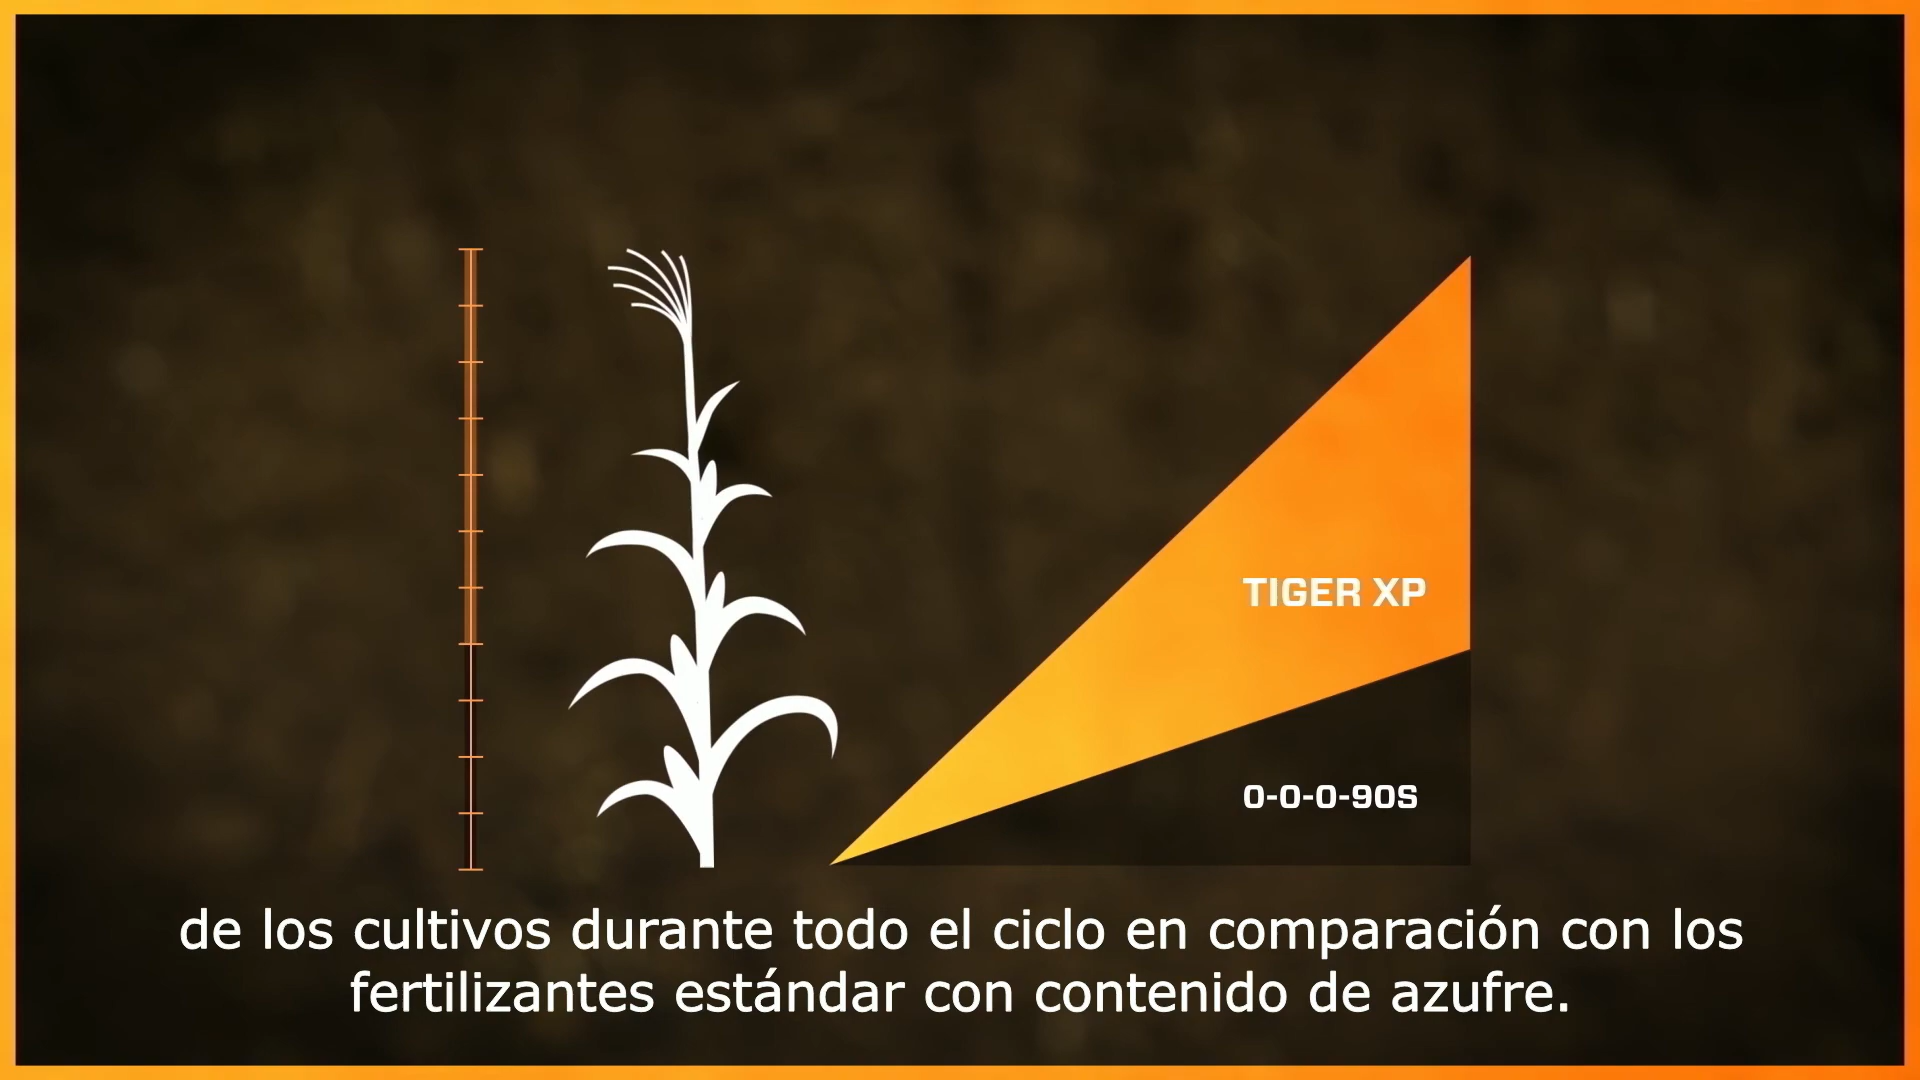 TIGER XP
0-0-0-90S
de los cultivos durante todo el ciclo en comparación con los
fertilizantes estándar con contenido de azufre.